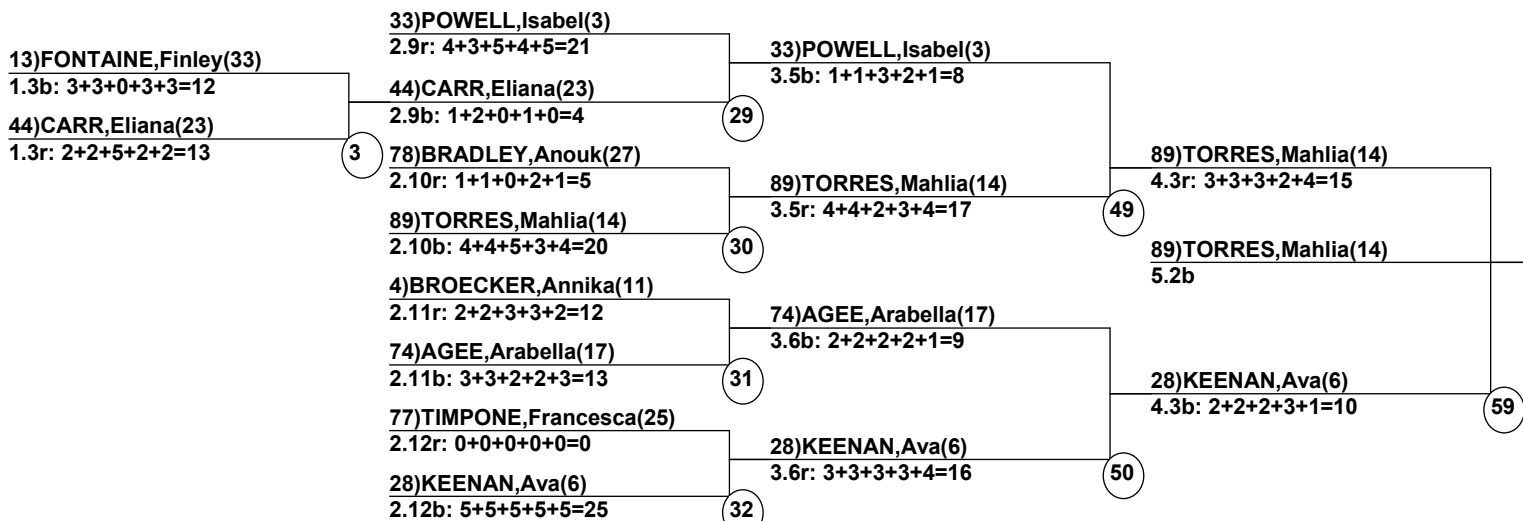 13)FONTAINE,Finley(33)
1.3b: 3+3+0+3+3=12
44)CARR,Eliana(23)
1.3r: 2+2+5+2+2=13
3
33)POWELL,Isabel(3)
2.9r: 4+3+5+4+5=21
44)CARR,Eliana(23)
2.9b: 1+2+0+1+0=4
29
78)BRADLEY,Anouk(27)
2.10r: 1+1+0+2+1=5
89)TORRES,Mahlia(14)
2.10b: 4+4+5+3+4=20
30
4)BROECKER,Annika(11)
2.11r: 2+2+3+3+2=12
74)AGEE,Arabella(17)
2.11b: 3+3+2+2+3=13
31
77)TIMPONE,Francesca(25)
2.12r: 0+0+0+0+0=0
28)KEENAN,Ava(6)
2.12b: 5+5+5+5+5=25
32
33)POWELL,Isabel(3)
3.5b: 1+1+3+2+1=8
89)TORRES,Mahlia(14)
3.5r: 4+4+2+3+4=17
49
74)AGEE,Arabella(17)
3.6b: 2+2+2+2+1=9
28)KEENAN,Ava(6)
3.6r: 3+3+3+3+4=16
50
89)TORRES,Mahlia(14)
4.3r: 3+3+3+2+4=15
89)TORRES,Mahlia(14)
5.2b
28)KEENAN,Ava(6)
4.3b: 2+2+2+3+1=10
59